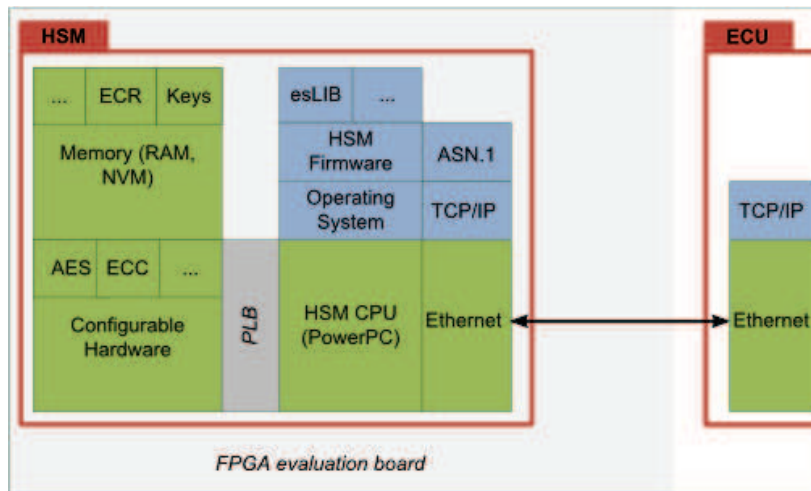 HSM
ECU
... ECR Keys
esLIB ...
Memory (RAM,
NVM)
HSM
Firmware
ASN.1
Operating
System
TCP/IP
TCP/IP
AES ECC ...
Configurable
Hardware
PLB
HSM CPU
(PowerPC)
Ethernet
Ethernet
FPGA evaluation board